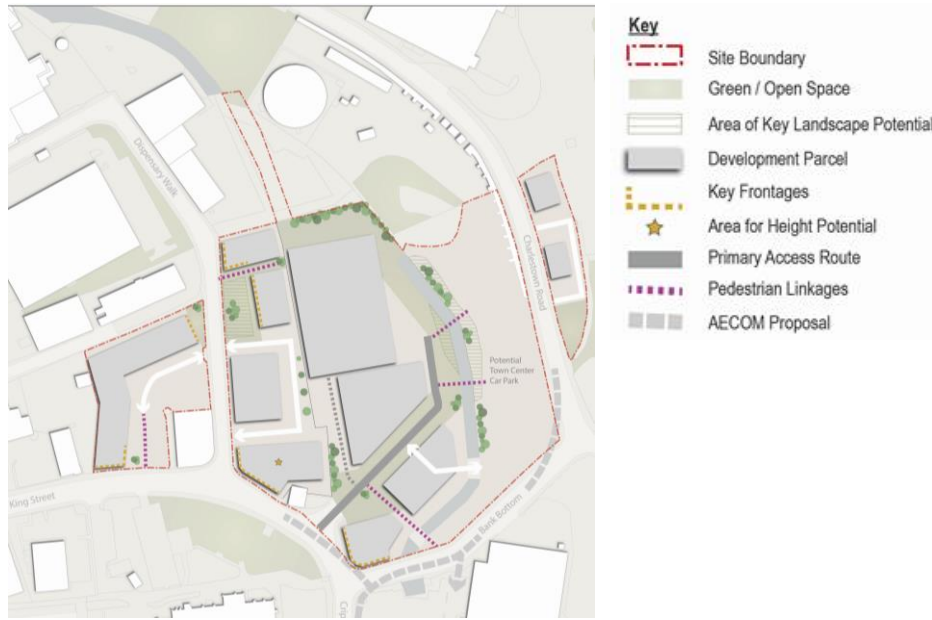 Dispensary Walk
Charlestown Road
Potential
Town Center
Car Park
King Street
Bank Bottom
Key
Site Boundary
Green / Open Space
Area of Key Landscape Potential
Development Parcel
Key Frontages
Area for Height Potential
Primary Access Route
Pedestrian Linkages
AECOM Proposal